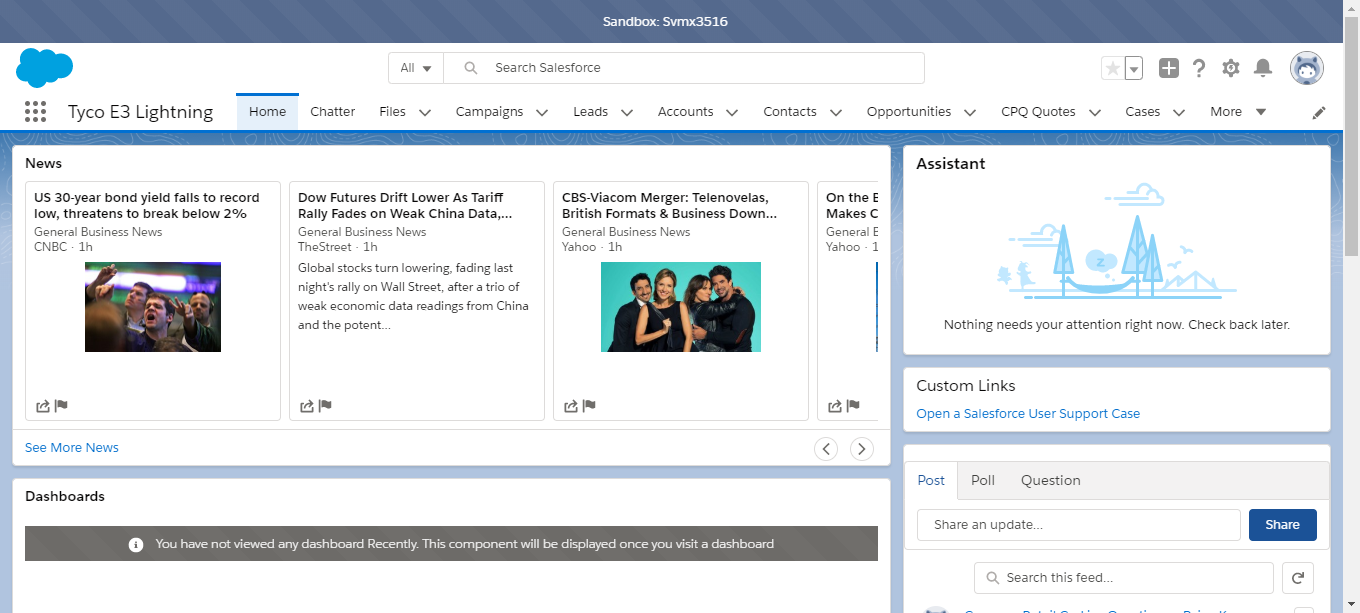 Sandbox: Svmx3516
All
Search Salesforce
Tyco E3 Lightning
Home
Chatter
Files
Campaigns
Leads
Accounts
Contacts
Opportunities
CPQ Quotes
Cases
More
News
US 30-year bond yield falls to record
low, threatens to break below 2%
General Business News
CNBC · 1h
Dow Futures Drift Lower As Tariff
Rally Fades on Weak China Data,...
General Business News
TheStreet · 1h
Global stocks turn lowering, fading last
night's rally on Wall Street, after a trio of
weak economic data readings from China
and the potent...
CBS-Viacom Merger: Telenovelas,
British Formats & Business Down...
General Business News
Yahoo · 1h
On the
Makes
General
Yahoo · 1
See More News
Dashboards
You have not viewed any dashboard Recently. This component will be displayed once you visit a dashboard
Assistant
z
Nothing needs your attention right now. Check back later.
Custom Links
Open a Salesforce User Support Case
Post
Poll
Question
Share an update...
Share
Search this feed...